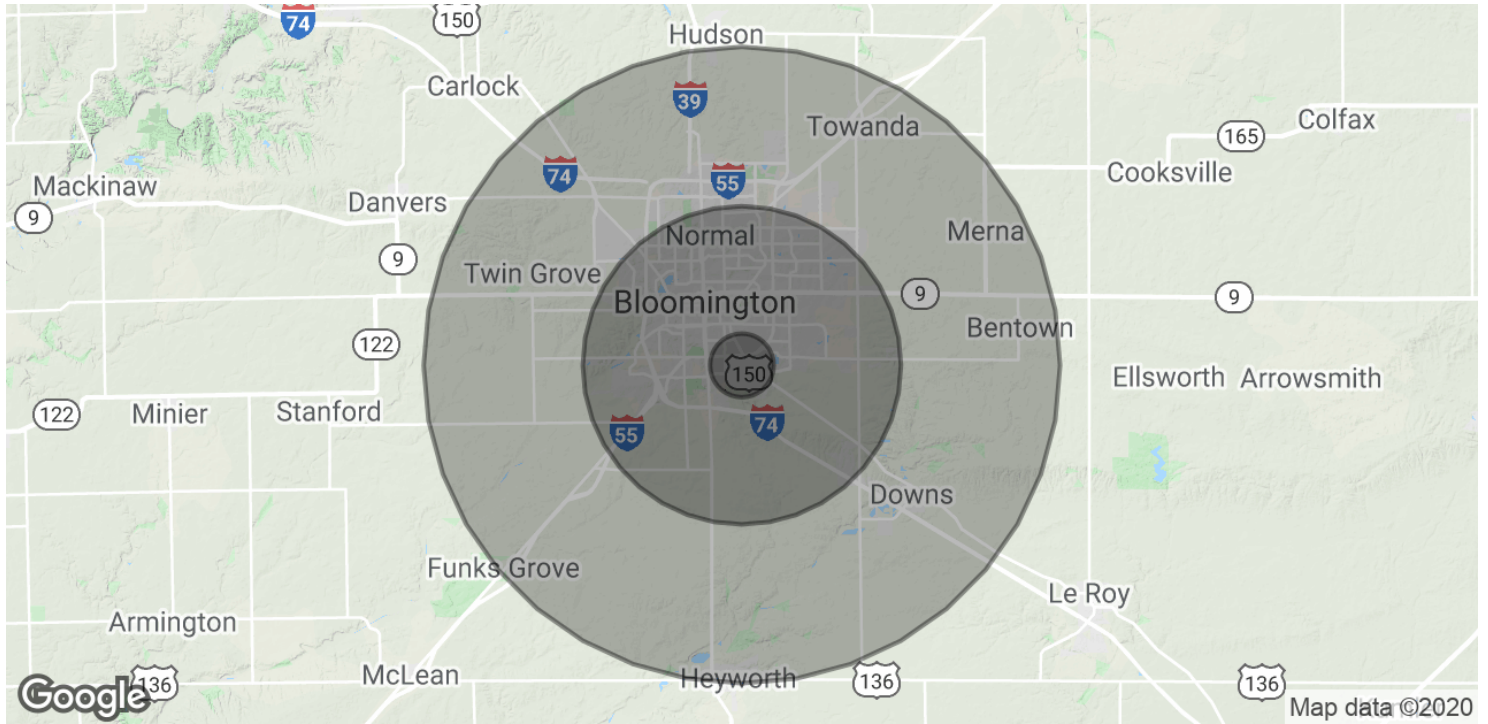 74
150
Hudson
Carlock
39
Towanda
165
Colfax
74
55
Cooksville
Mackinaw
Danvers
9
Normal
Merna
9
Twin Grove
Bloomington
9
9
Bentown
122
150
Ellsworth
Arrowsmith
122
Minier
Stanford
55
74
Downs
Funks Grove
Le Roy
Armington
McLean
Heyworth
136
136
136
Google
Map data ©2020